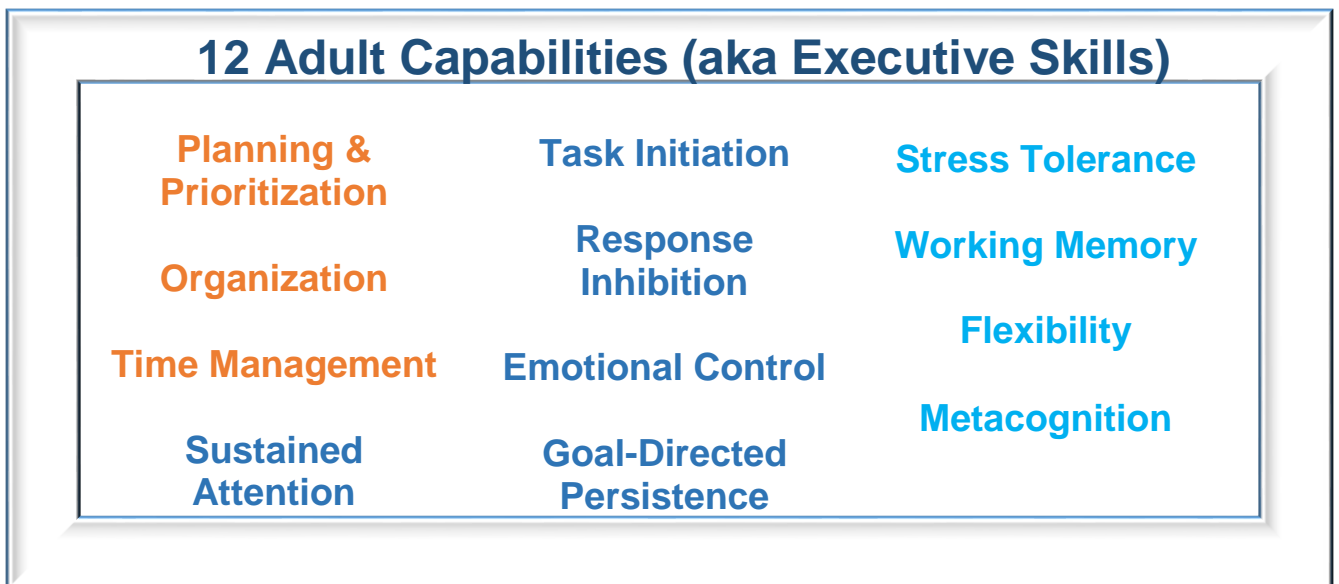 12 Adult Capabilities (aka Executive Skills)
Planning &
Prioritization
Organization
Time Management
Sustained
Attention
Task Initiation
Response
Inhibition
Emotional Control
Goal-Directed
Persistence
Stress Tolerance
Working Memory
Flexibility
Metacognition